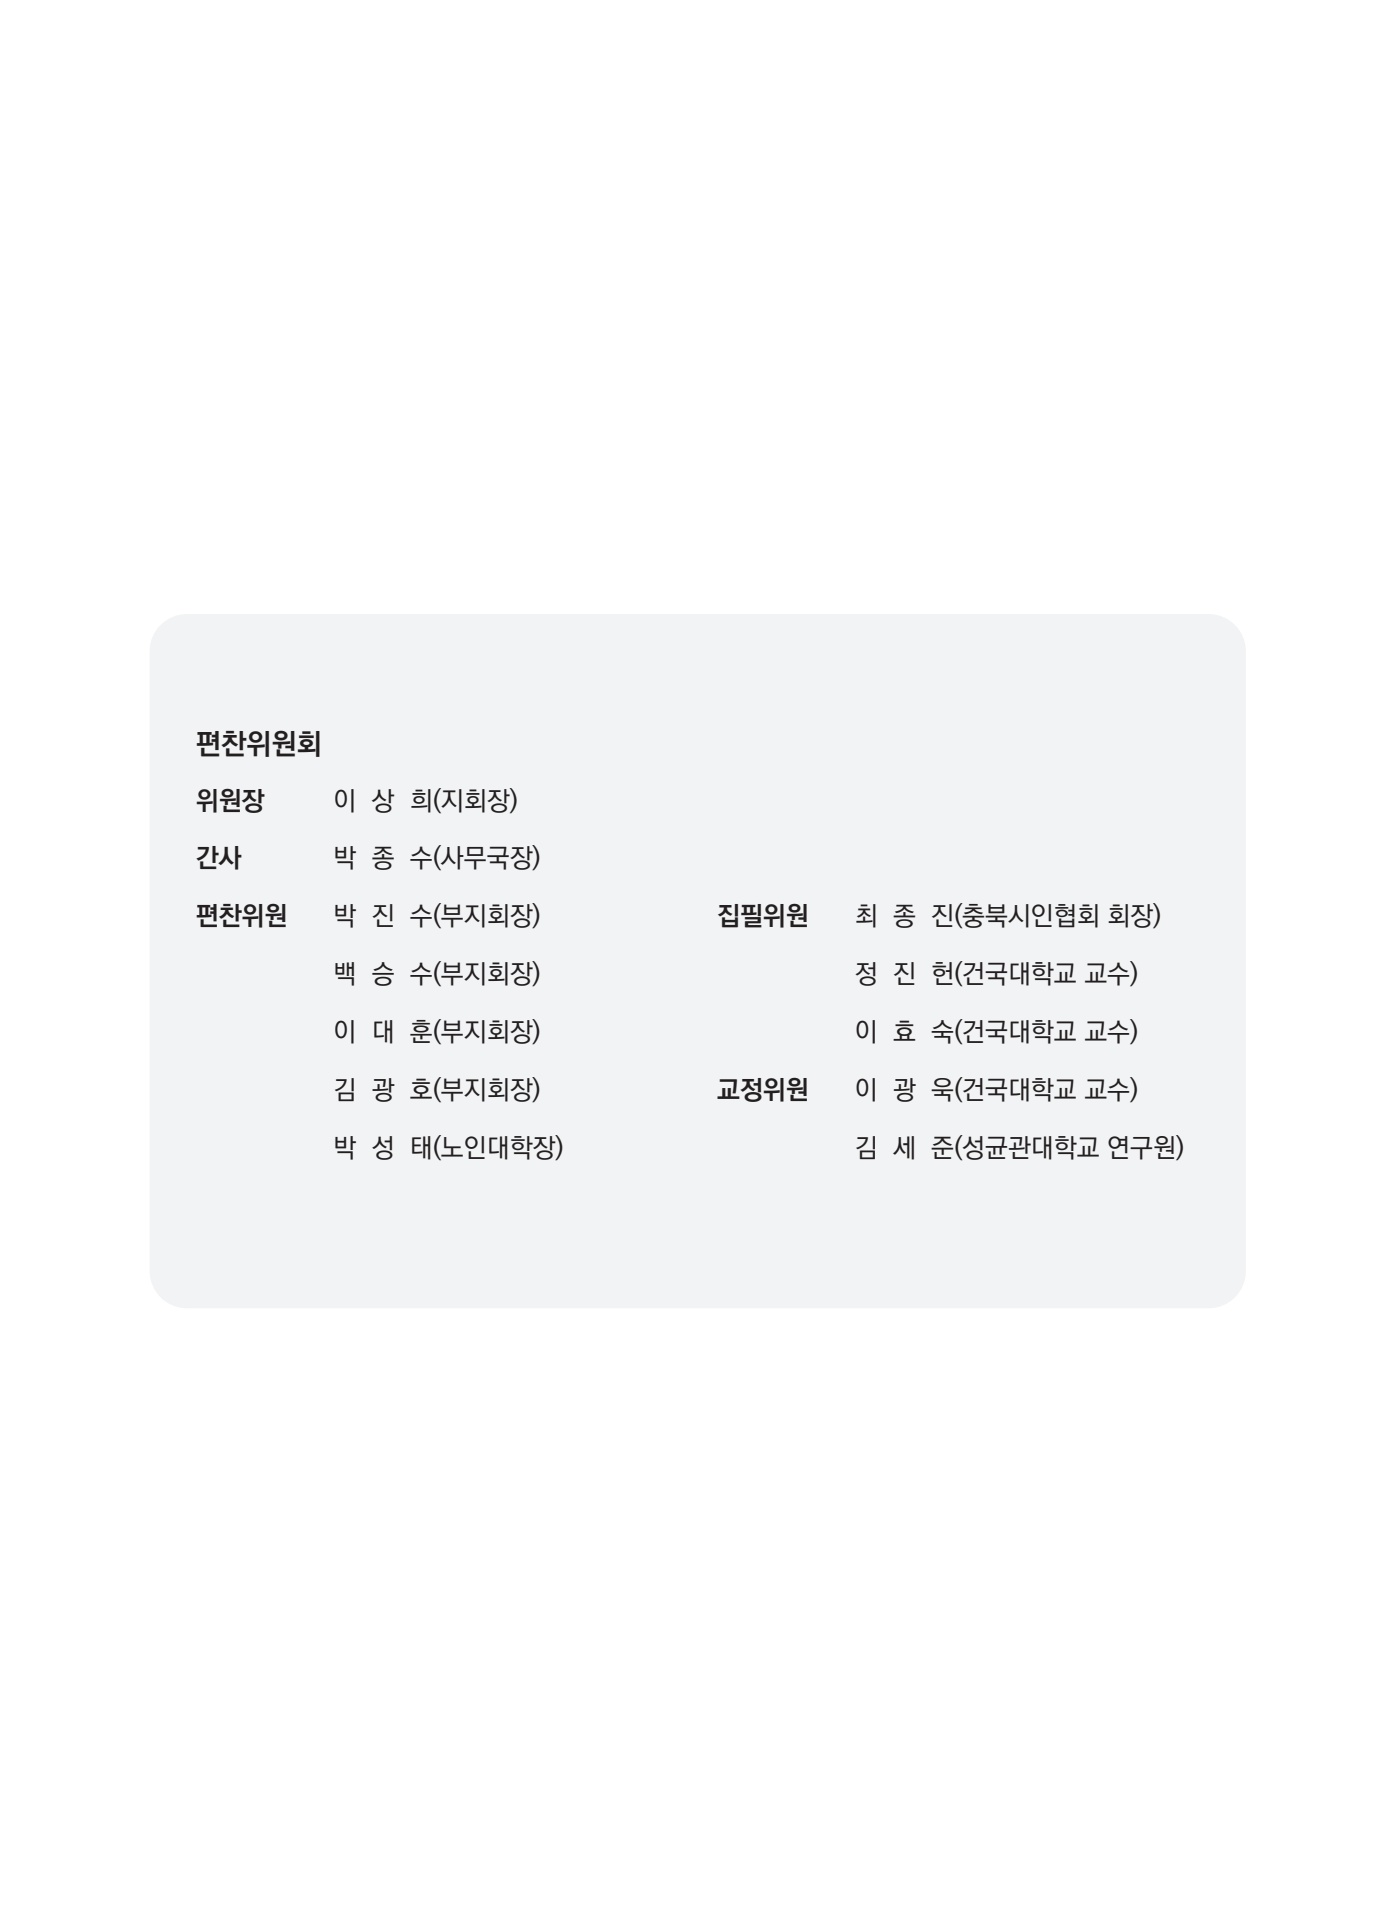 편찬위원회
위원장 이 상 희(지회장)
간사 박 종 수(사무국장)
편찬위원 박 진 수(부지회장)
백 승 수(부지회장)
이 대 훈(부지회장)
김 광 호(부지회장)
박 성 태(노인대학장)
집필위원 최 종 진(충북시인협회 회장)
정 진 헌(건국대학교 교수)
이 효 숙(건국대학교 교수)
교정위원 이 광 욱(건국대학교 교수)
김 세 준(성균관대학교 연구원)